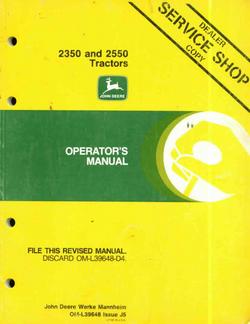 2350 and 2550
Tractors
DEALER
SERVICE SHOP
COPY
JOHN DEERE
OPERATOR'S
MANUAL
FILE THIS REVISED MANUAL.
DISCARD OM-L39648-D4.
John Deere Werke Mannheim
OM-L39648 Issue J5